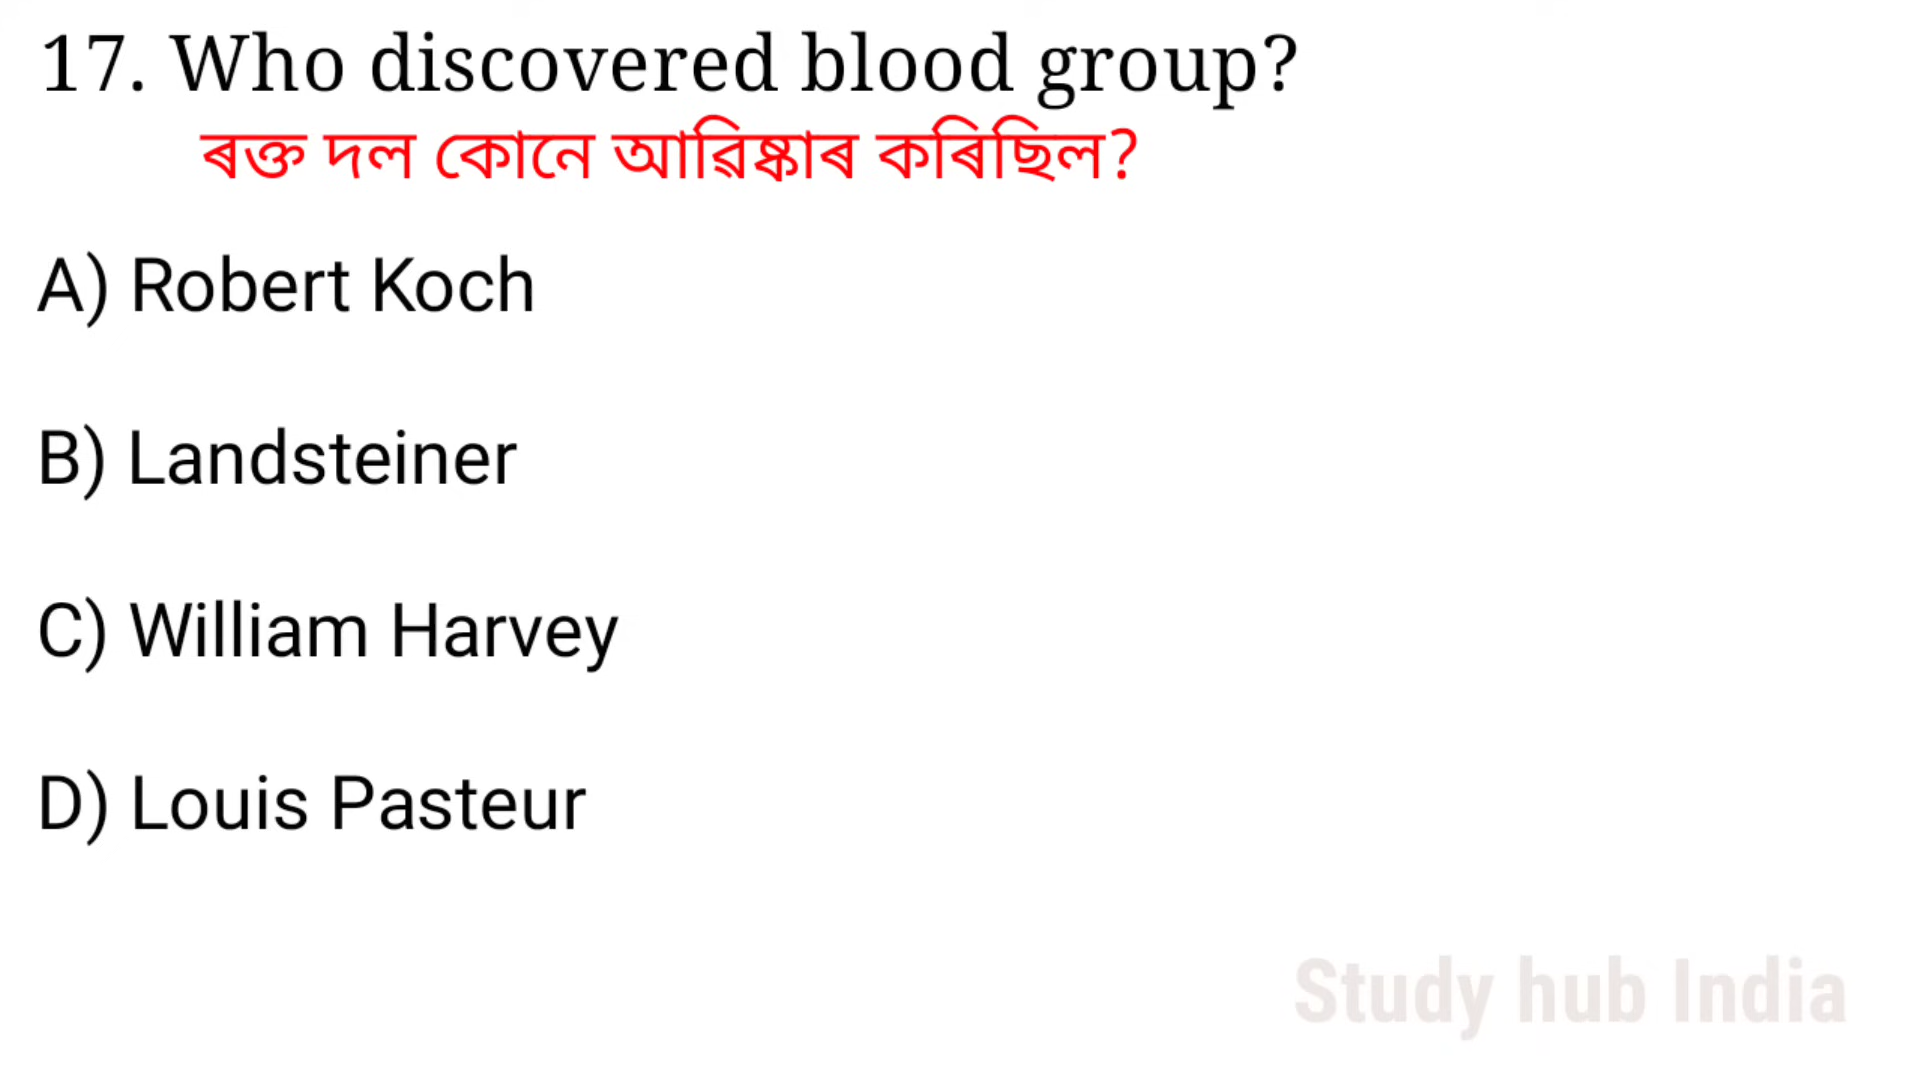 17. Who discovered blood group?
ৰক্ত দল কোনে আৱিষ্কাৰ কৰিছিল?
A) Robert Koch
B) Landsteiner
C) William Harvey
D) Louis Pasteur
Study hub India